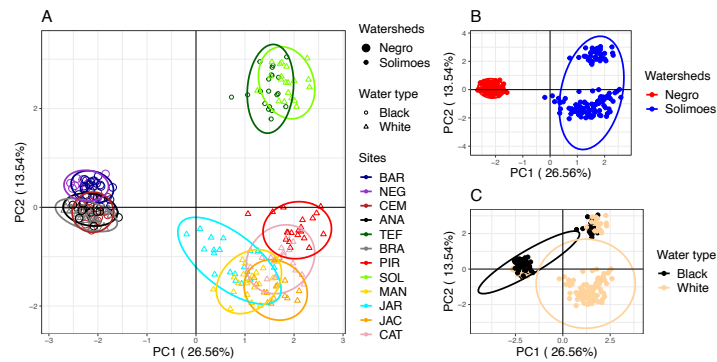 A
PC2 ( 13.54%)
2
0
−2
−3
−2
−1
0
1
2
3
PC1 ( 26.56%)
Watersheds
Negro
Solimoes
Water type
Black
White
Sites
BAR
NEG
CEM
ANA
TEF
BRA
PIR
SOL
MAN
JAR
JAC
CAT
B
PC2 ( 13.54%)
4
2
0
−2
−4
−2
0
2
PC1 ( 26.56%)
Watersheds
Negro
Solimoes
C
PC2 ( 13.54%)
2
0
−2
−2.5
0.0
2.5
PC1 ( 26.56%)
Water type
Black
White